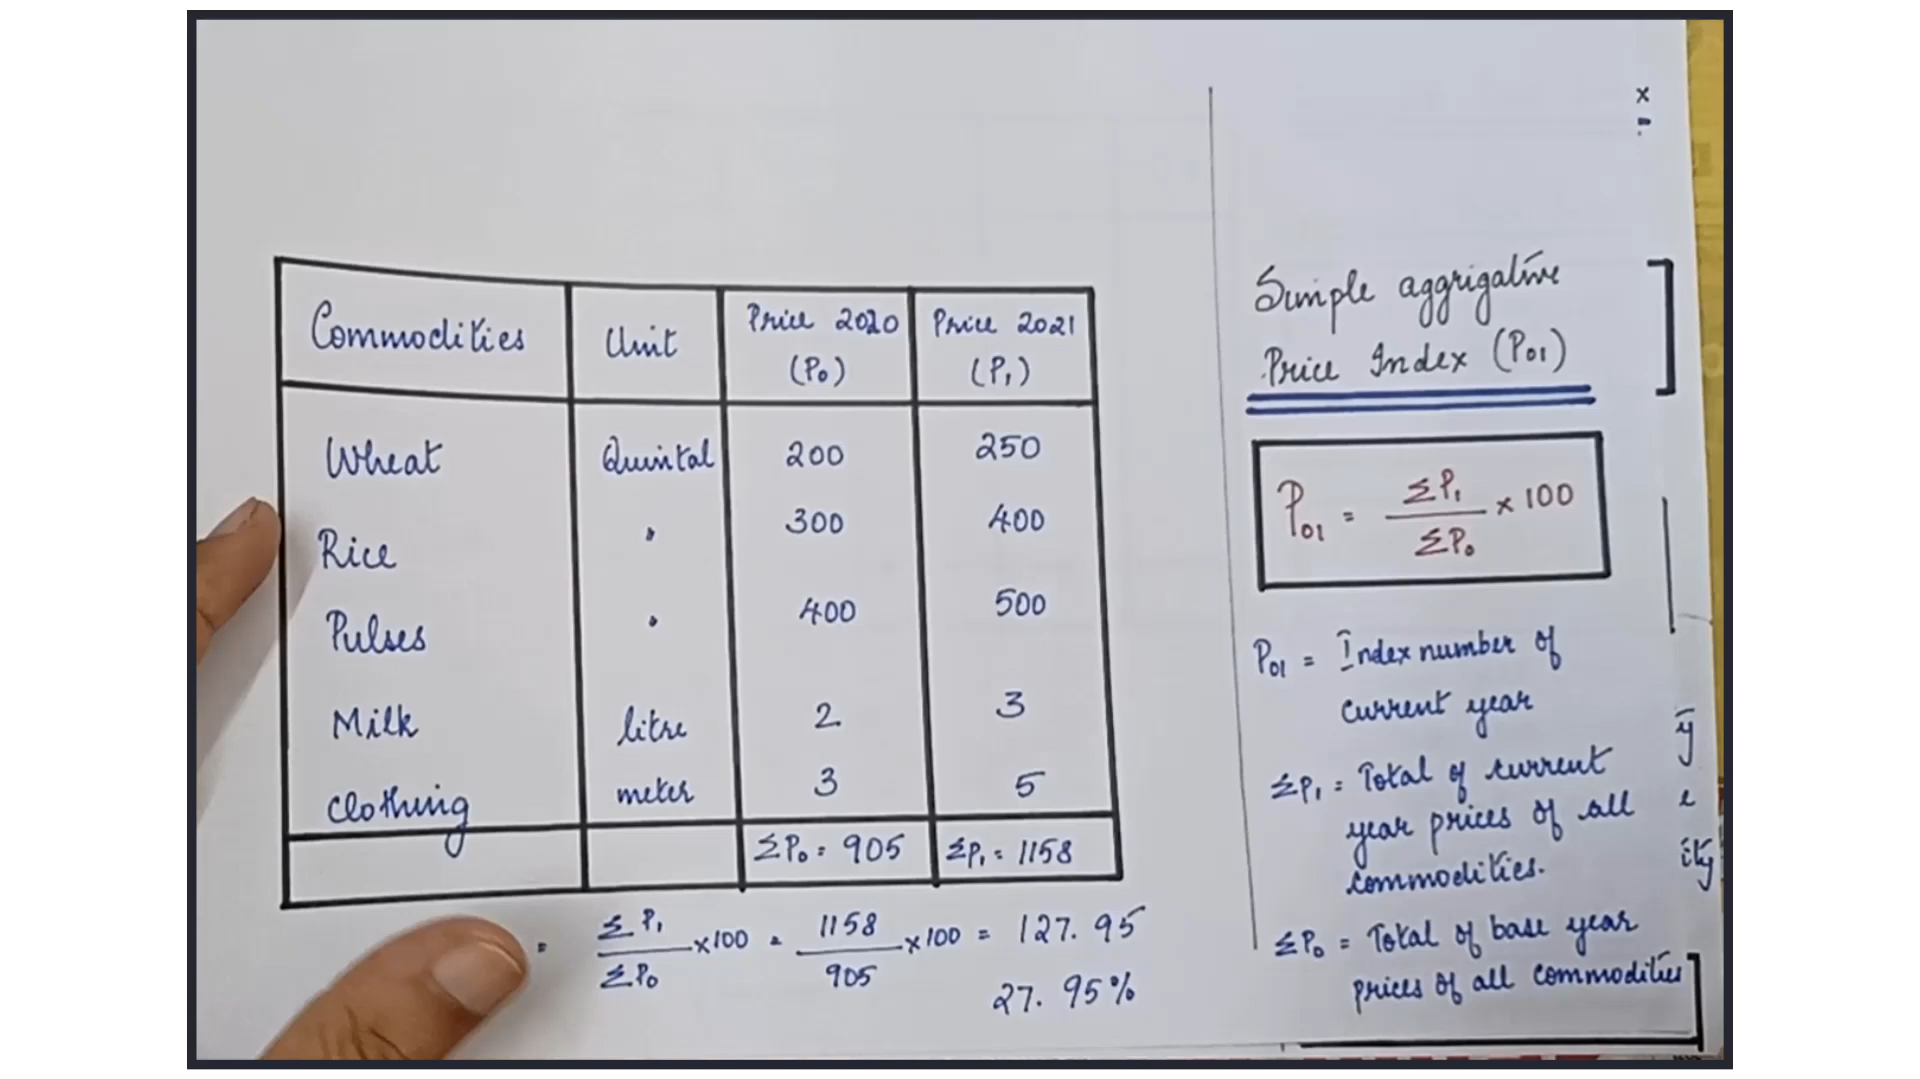 Commodities Unit Price 2020 (P₀) Price 2021 (P₁)
Wheat Quintal 200 250
Rice " 300 400
Pulses " 400 500
Milk litre 2 3
Clothing meter 3 5
ΣP₀ = 905 ΣP₁ = 1158
= ΣP₁/ΣP₀ × 100 = 1158/905 × 100 = 127.95
27.95%
Simple aggrigative
Price Index (P₀₁)
P₀₁ = ΣP₁/ΣP₀ × 100
P₀₁ = Index number of
current year
ΣP₁ = Total of current
year prices of all
commodities.
ΣP₀ = Total of base year
prices of all commodities